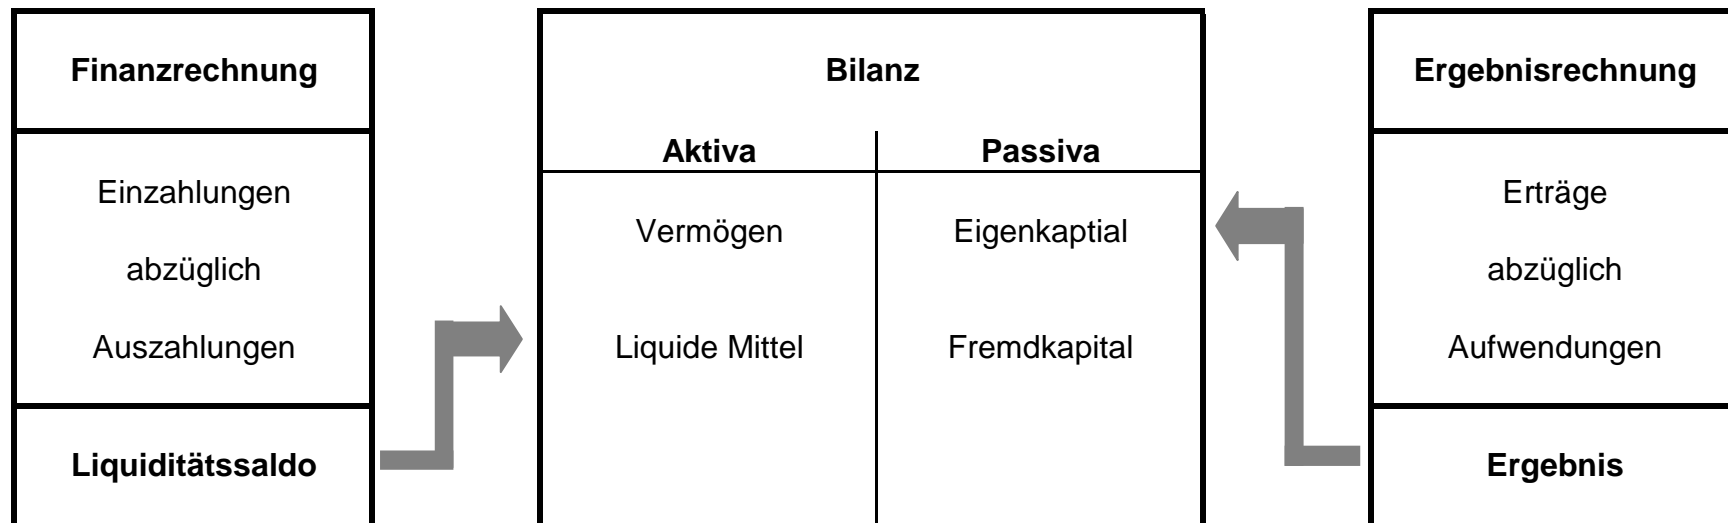 Finanzrechnung
Einzahlungen
abzüglich
Auszahlungen
Liquiditätssaldo
Bilanz
Aktiva
Passiva
Vermögen
Eigenkaptial
Liquide Mittel
Fremdkapital
Ergebnisrechnung
Erträge
abzüglich
Aufwendungen
Ergebnis